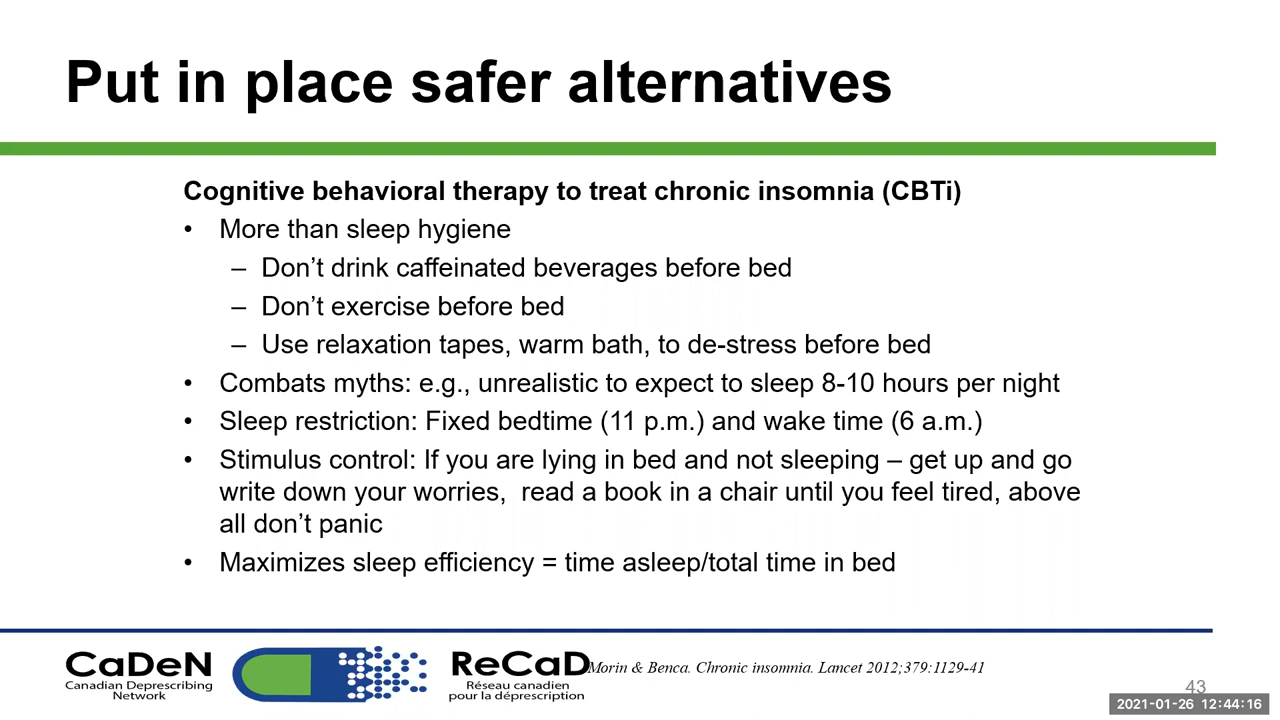 Put in place safer alternatives
Cognitive behavioral therapy to treat chronic insomnia (CBTi)
• More than sleep hygiene
– Don’t drink caffeinated beverages before bed
– Don’t exercise before bed
– Use relaxation tapes, warm bath, to de-stress before bed
• Combats myths: e.g., unrealistic to expect to sleep 8-10 hours per night
• Sleep restriction: Fixed bedtime (11 p.m.) and wake time (6 a.m.)
• Stimulus control: If you are lying in bed and not sleeping – get up and go
write down your worries,  read a book in a chair until you feel tired, above
all don’t panic
• Maximizes sleep efficiency = time asleep/total time in bed
CaDeN
Canadian Deprescribing
Network
ReCaD
Réseau canadien
pour la déprescription
Morin & Benca. Chronic insomnia. Lancet 2012;379:1129-41
43
2021-01-26 12:44:16